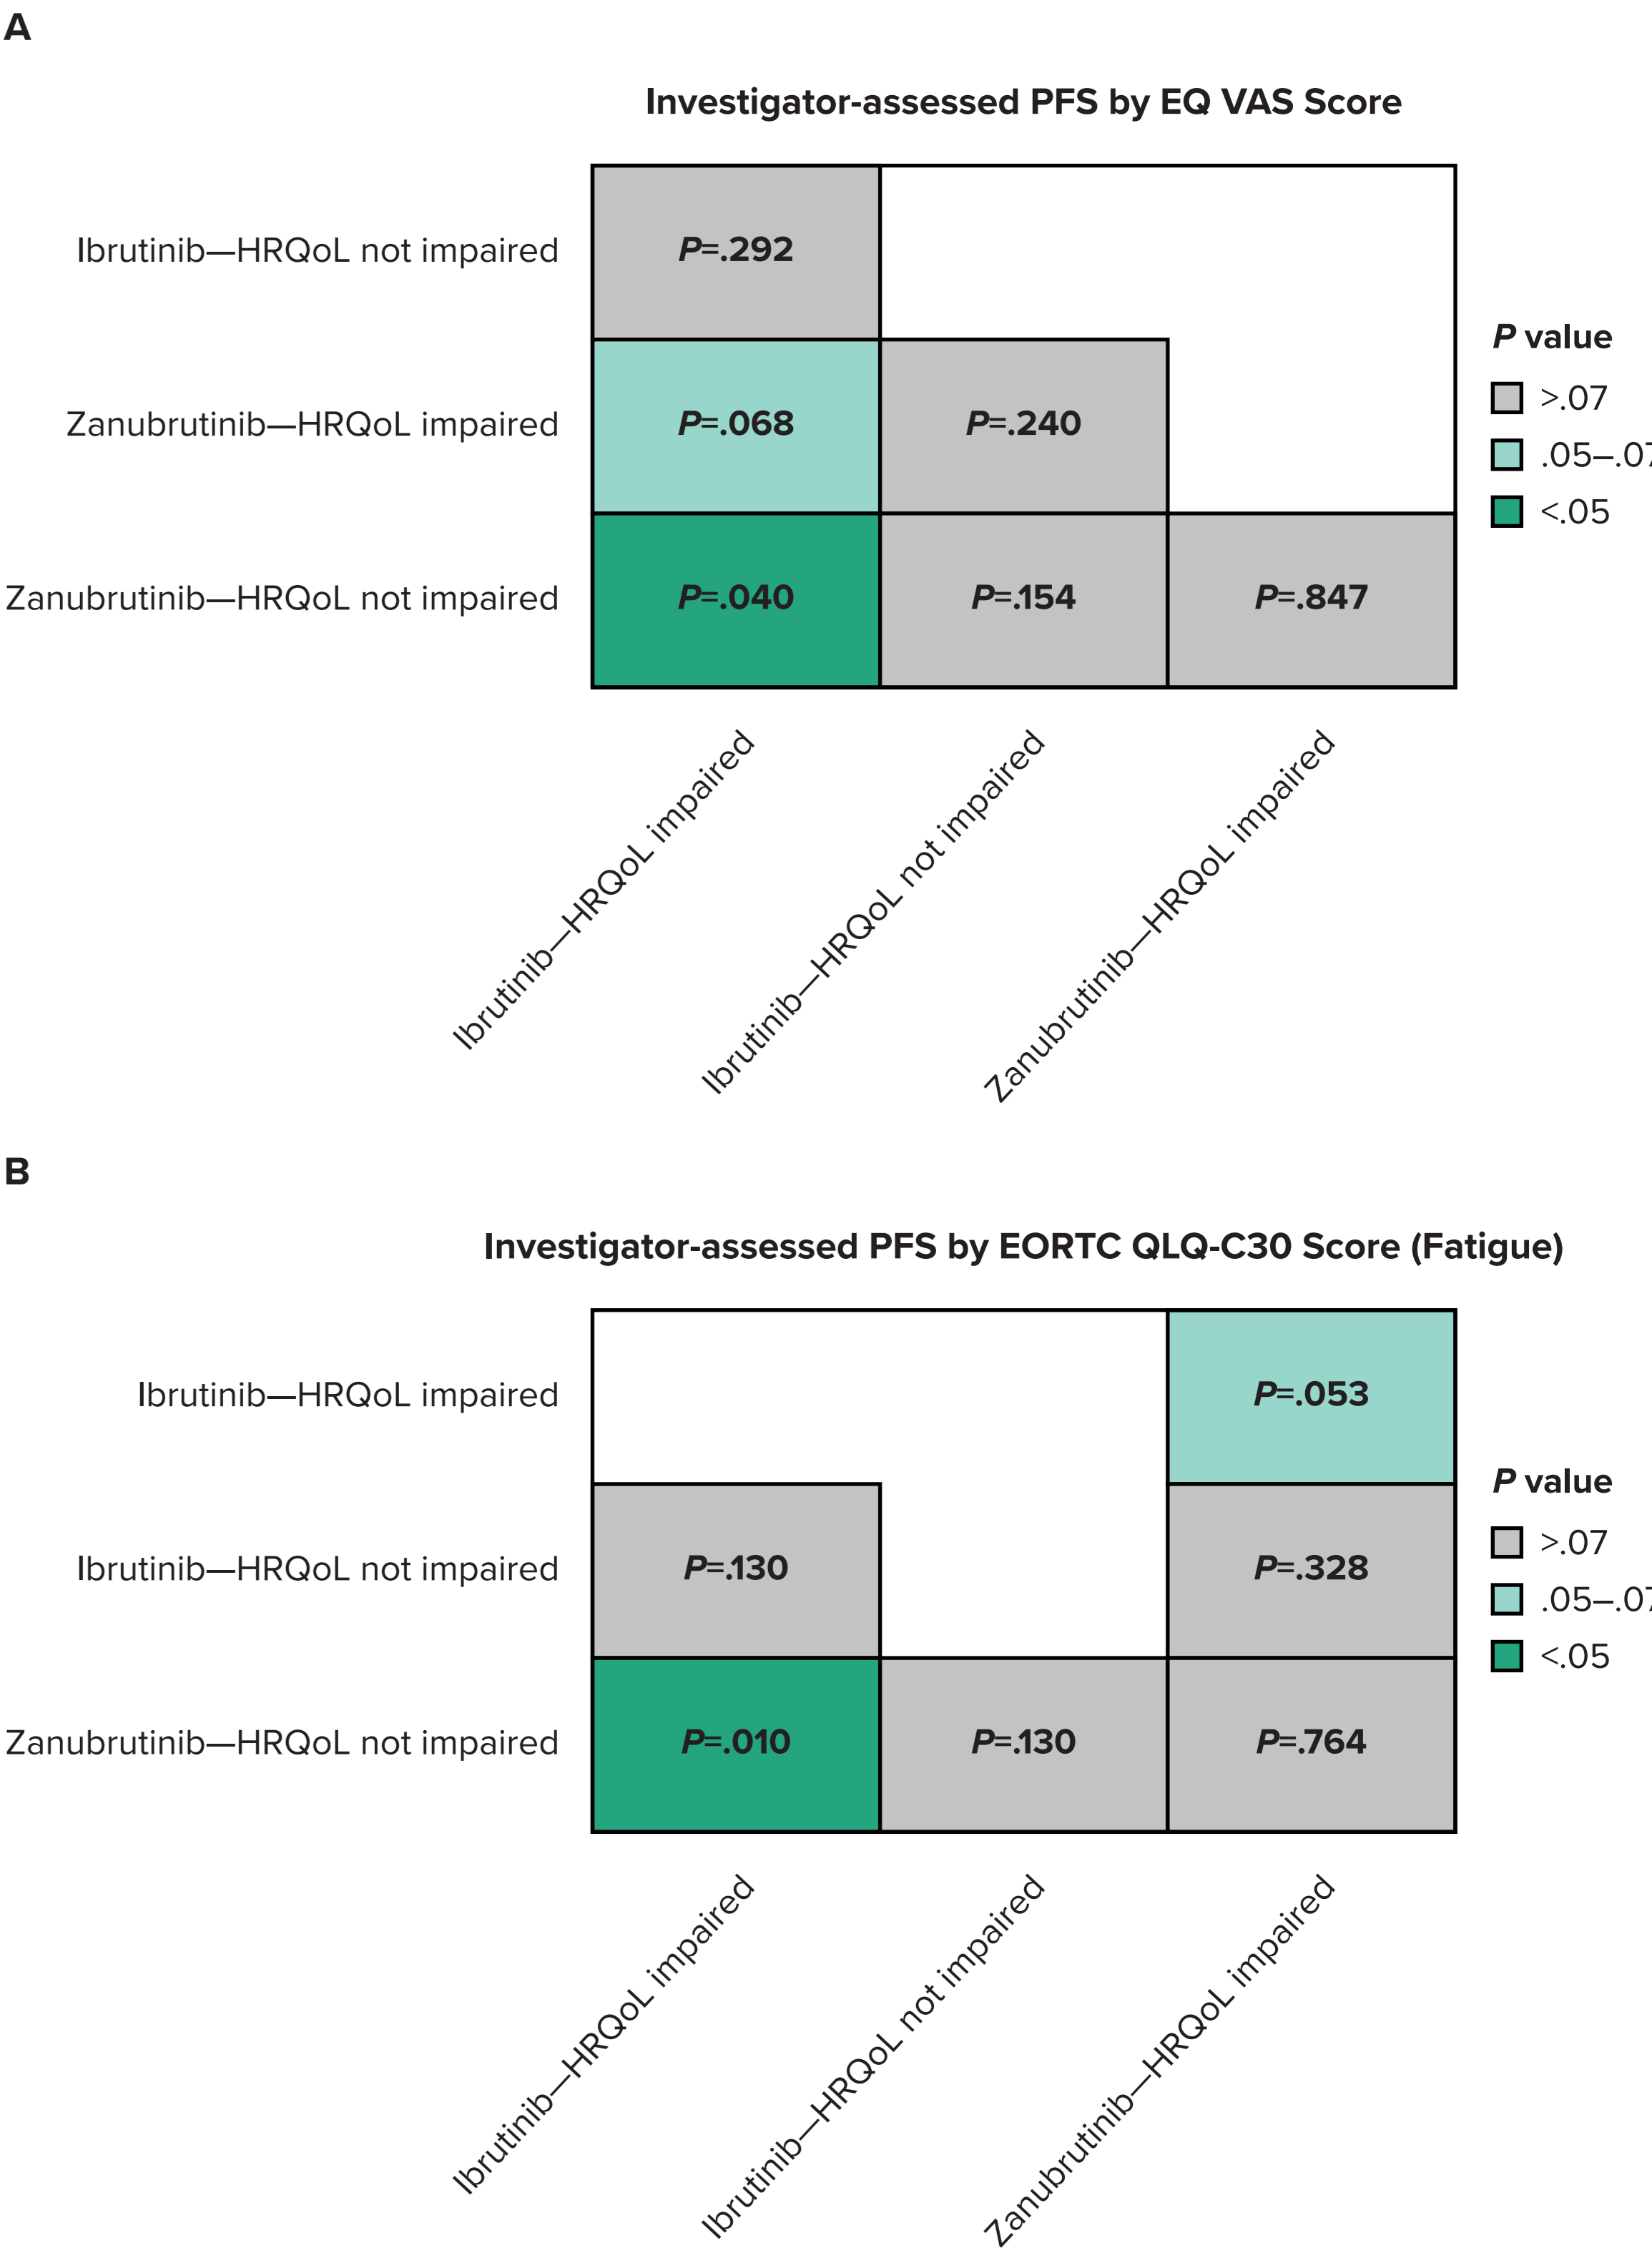 A
Investigator-assessed PFS by EQ VAS Score
Ibrutinib—HRQoL not impaired
P=.292
Zanubrutinib—HRQoL impaired
P=.068
P=.240
Zanubrutinib—HRQoL not impaired
P=.040
P=.154
P=.847
P value
>.07
.05–.07
<.05
Ibrutinib—HRQoL impaired
Ibrutinib—HRQoL not impaired
Zanubrutinib—HRQoL impaired
B
Investigator-assessed PFS by EORTC QLQ-C30 Score (Fatigue)
Ibrutinib—HRQoL impaired
P=.053
Ibrutinib—HRQoL not impaired
P=.130
P=.328
Zanubrutinib—HRQoL not impaired
P=.010
P=.130
P=.764
P value
>.07
.05–.07
<.05
Ibrutinib—HRQoL impaired
Ibrutinib—HRQoL not impaired
Zanubrutinib—HRQoL impaired